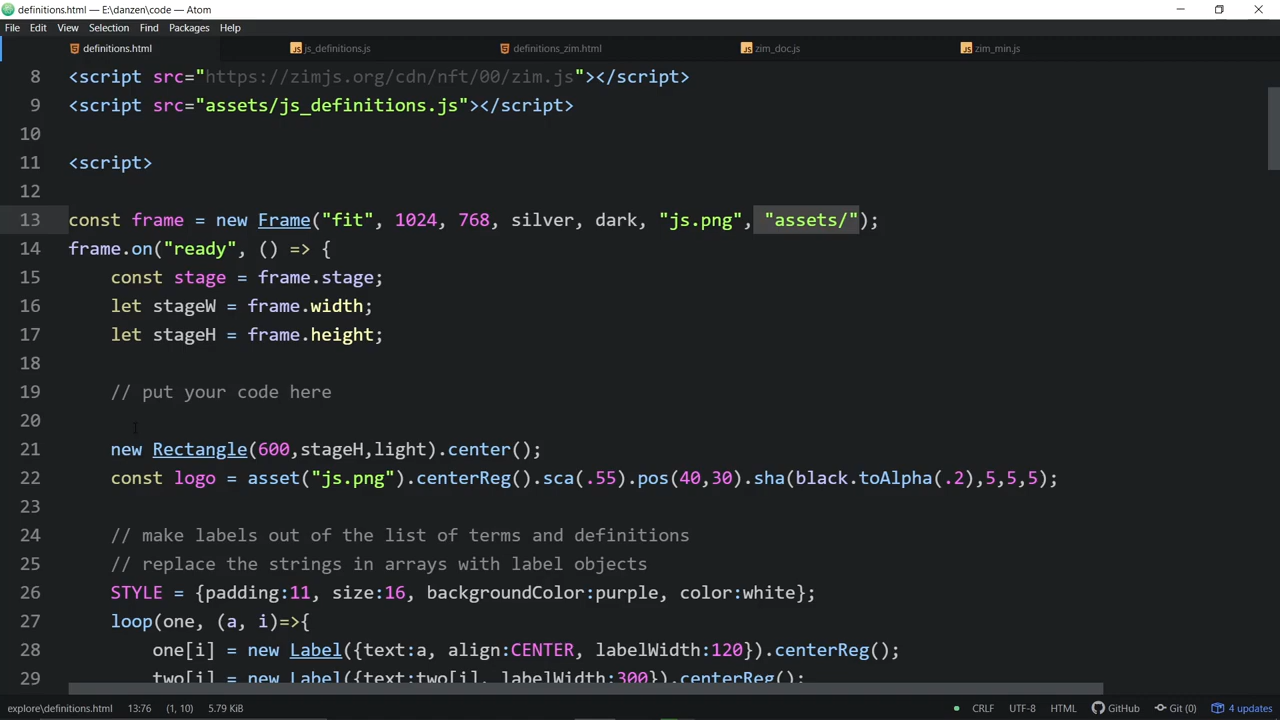 definitions.html — E:\danzen\code — Atom
File Edit View Selection Find Packages Help
definitions.html js_definitions.js definitions_zim.html zim_doc.js zim_min.js
8 <script src="https://zimjs.org/cdn/nft/00/zim.js"></script>
9 <script src="assets/js_definitions.js"></script>
10
11 <script>
12
13 const frame = new Frame("fit", 1024, 768, silver, dark, "js.png", "assets/");
14 frame.on("ready", () => {
15 const stage = frame.stage;
16 let stageW = frame.width;
17 let stageH = frame.height;
18
19 // put your code here
20
21 new Rectangle(600,stageH,light).center();
22 const logo = asset("js.png").centerReg().sca(.55).pos(40,30).sha(black.toAlpha(.2),5,5,5);
23
24 // make labels out of the list of terms and definitions
25 // replace the strings in arrays with label objects
26 STYLE = {padding:11, size:16, backgroundColor:purple, color:white};
27 loop(one, (a, i)=>{
28 one[i] = new Label({text:a, align:CENTER, labelWidth:120}).centerReg();
29 two[i] = new Label({text:two[i], labelWidth:300}).centerReg();
explore\definitions.html 13:76 (1, 10) 5.79 KiB CRLF UTF-8 HTML GitHub Git (0) 4 updates